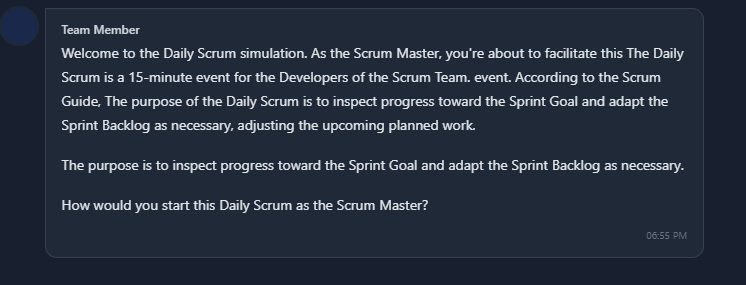 Team Member
Welcome to the Daily Scrum simulation. As the Scrum Master, you're about to facilitate this The Daily
Scrum is a 15-minute event for the Developers of the Scrum Team. event. According to the Scrum
Guide, The purpose of the Daily Scrum is to inspect progress toward the Sprint Goal and adapt the
Sprint Backlog as necessary, adjusting the upcoming planned work.
The purpose is to inspect progress toward the Sprint Goal and adapt the Sprint Backlog as necessary.
How would you start this Daily Scrum as the Scrum Master?
06:55 PM